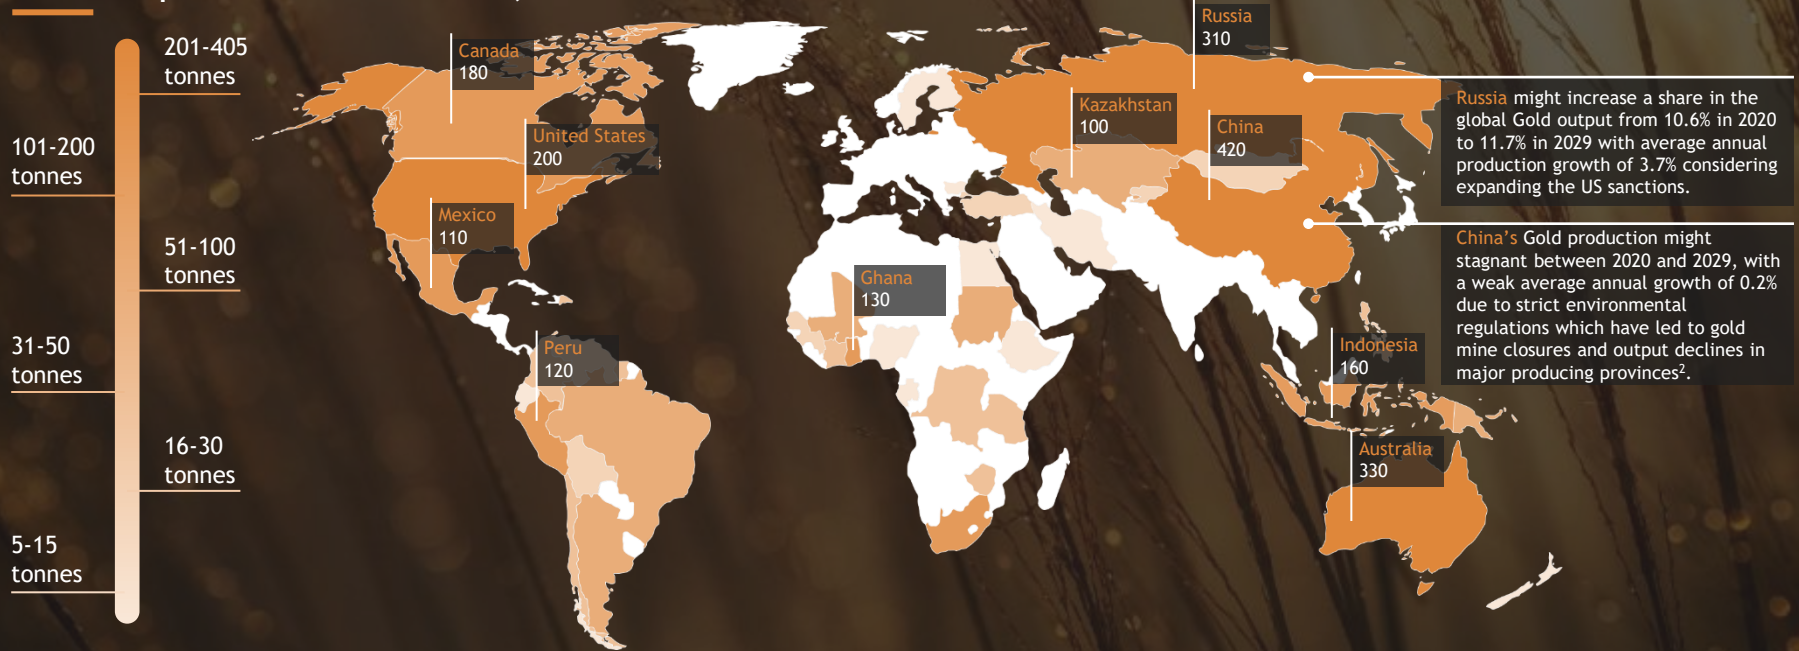 201-405
tonnes
101-200
tonnes
51-100
tonnes
31-50
tonnes
16-30
tonnes
5-15
tonnes
Canada
180
United States
200
Mexico
110
Peru
120
Ghana
130
Russia
310
Kazakhstan
100
China
420
Indonesia
160
Australia
330
Russia might increase a share in the
global Gold output from 10.6% in 2020
to 11.7% in 2029 with average annual
production growth of 3.7% considering
expanding the US sanctions.
China’s Gold production might
stagnant between 2020 and 2029, with
a weak average annual growth of 0.2%
due to strict environmental
regulations which have led to gold
mine closures and output declines in
major producing provinces².